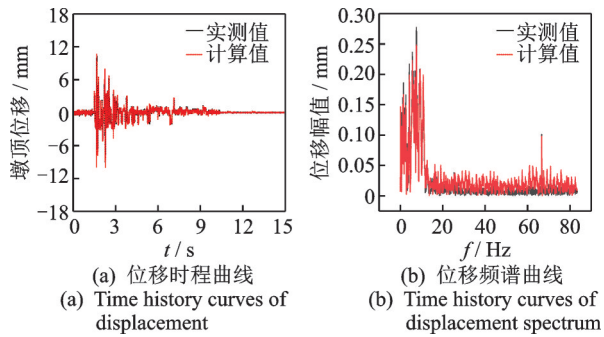 18
12
6
0
−6
−12
−18
墩顶位移 / mm
实测值
计算值
0 3 6 9 12 15
t / s
(a) 位移时程曲线
(a) Time history curves of
displacement
0.30
0.25
0.20
0.15
0.10
0.05
0
位移幅值 / mm
实测值
计算值
0 20 40 60 80
f / Hz
(b) 位移频谱曲线
(b) Time history curves of
displacement spectrum